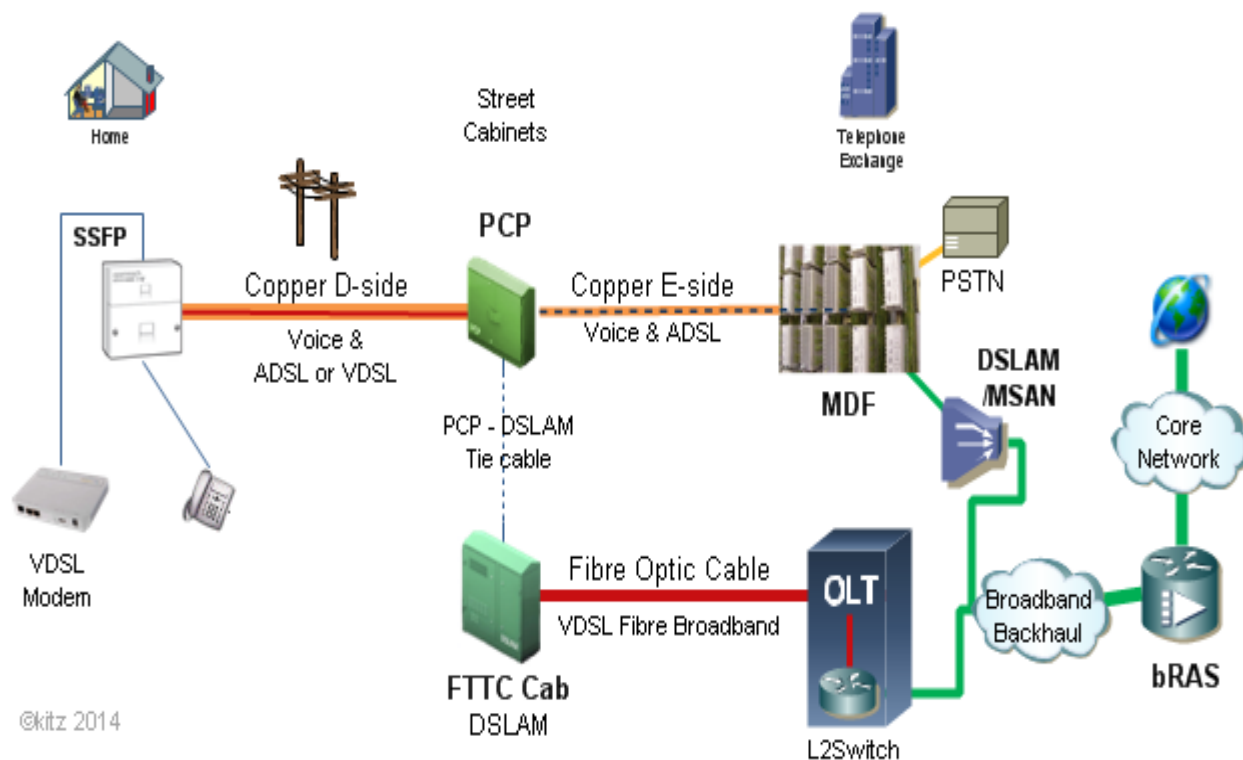 Home
Street
Cabinets
Telephone
Exchange
SSFP
PCP
PSTN
Copper D-side
Copper E-side
Voice &
ADSL or VDSL
Voice & ADSL
MDF
DSLAM
/MSAN
PCP - DSLAM
Tie cable
Core
Network
VDSL
Modem
Fibre Optic Cable
VDSL Fibre Broadband
OLT
Broadband
Backhaul
bRAS
FTTC Cab
DSLAM
L2Switch
©kitz 2014